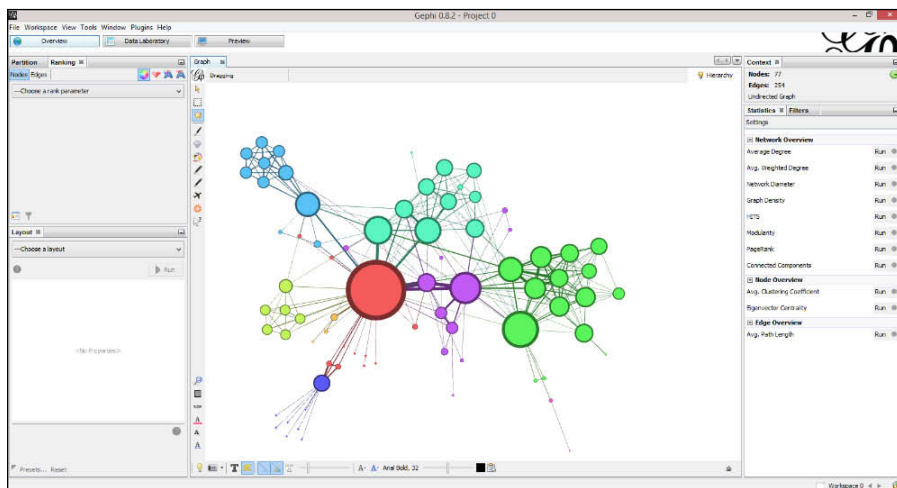 Gephi 0.8.2 - Project 0
File Workspace View Tools Window Plugins Help
Overview
Data Laboratory
Preview
Partition Ranking
Nodes Edges
---Choose a rank parameter
Layout
---Choose a layout
Run
<No Properties>
Presets... Reset
Graph
Dragging
Hierarchy
Arial Bold, 32
Context
Nodes: 77
Edges: 254
Undirected Graph
Statistics Filters
Settings
Network Overview
Average Degree Run
Avg. Weighted Degree Run
Network Diameter Run
Graph Density Run
HITS Run
Modularity Run
PageRank Run
Connected Components Run
Node Overview
Avg. Clustering Coefficient Run
Eigenvector Centrality Run
Edge Overview
Avg. Path Length Run
Workspace 0